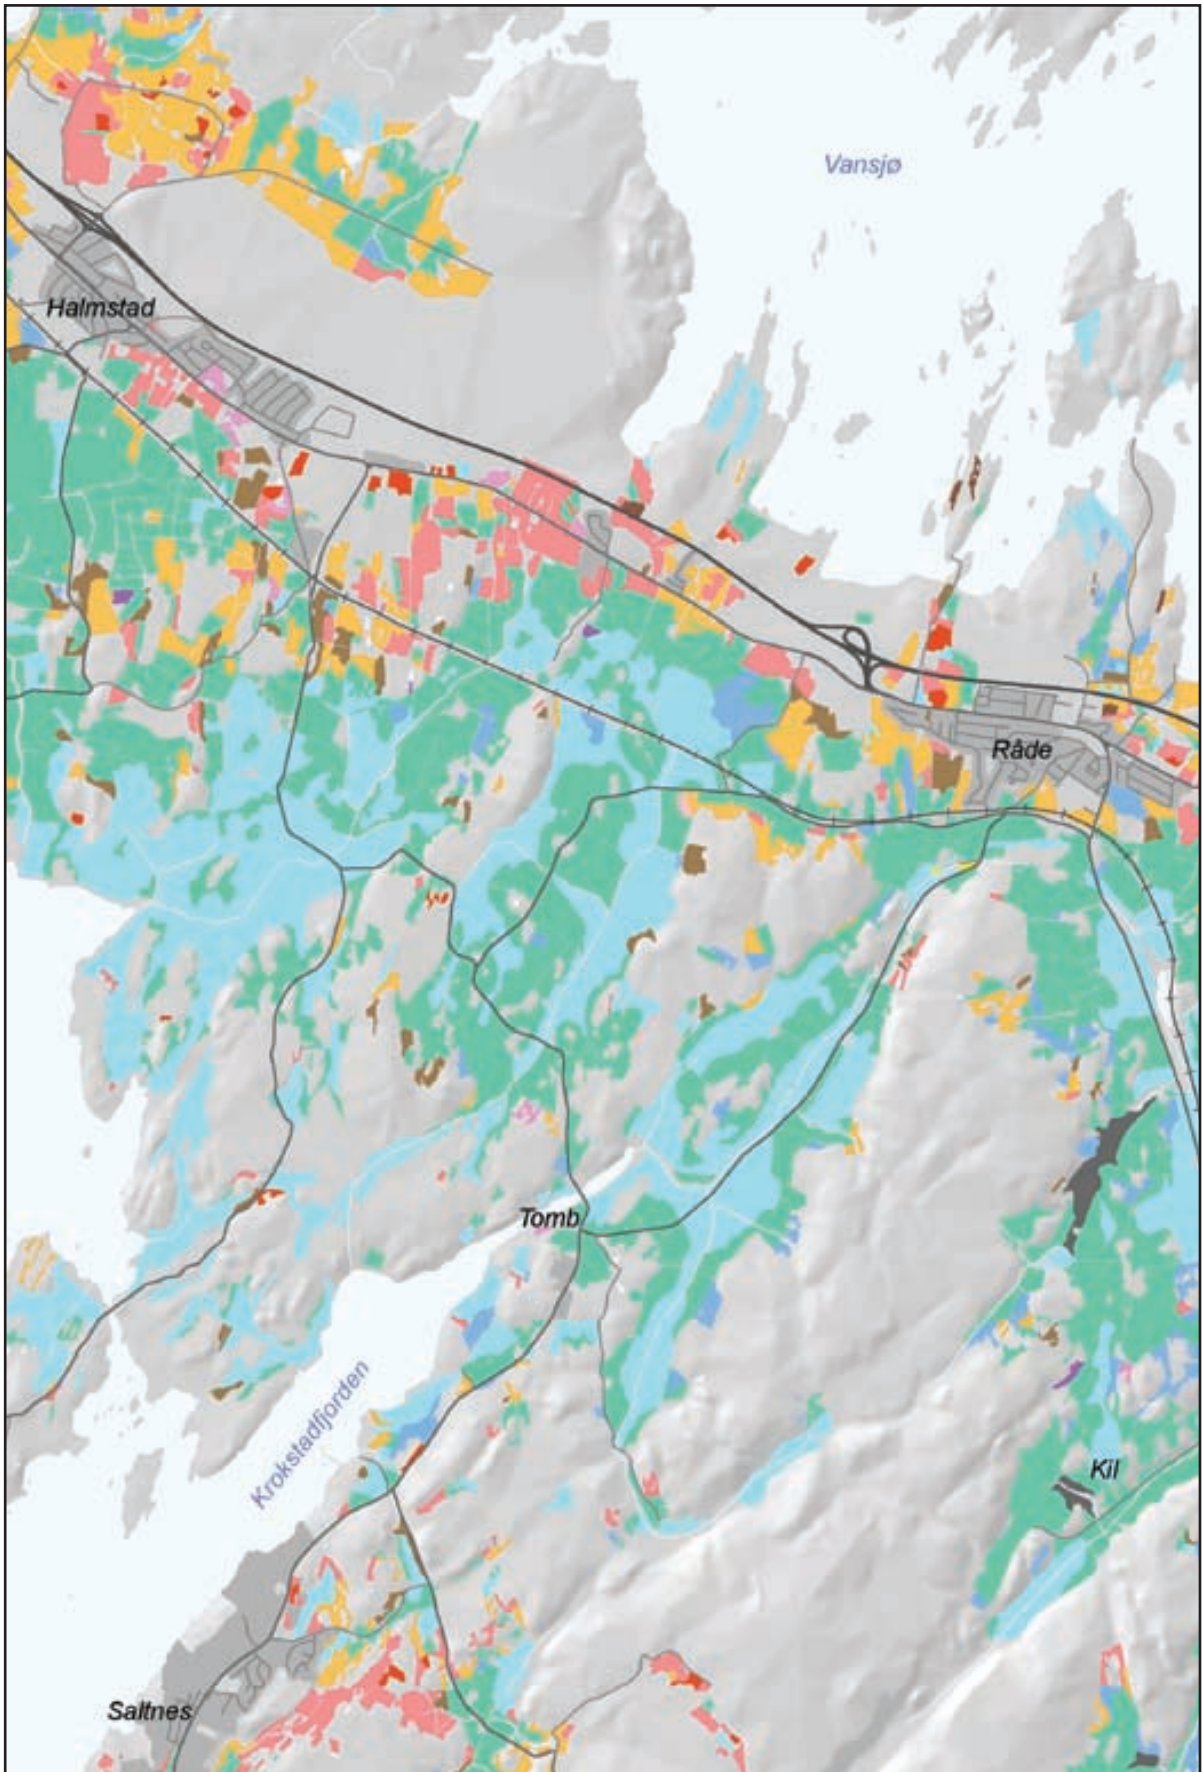 Vansjø
Halmstad
Råde
Tomb
Krokstadfjorden
Kil
Saltnes